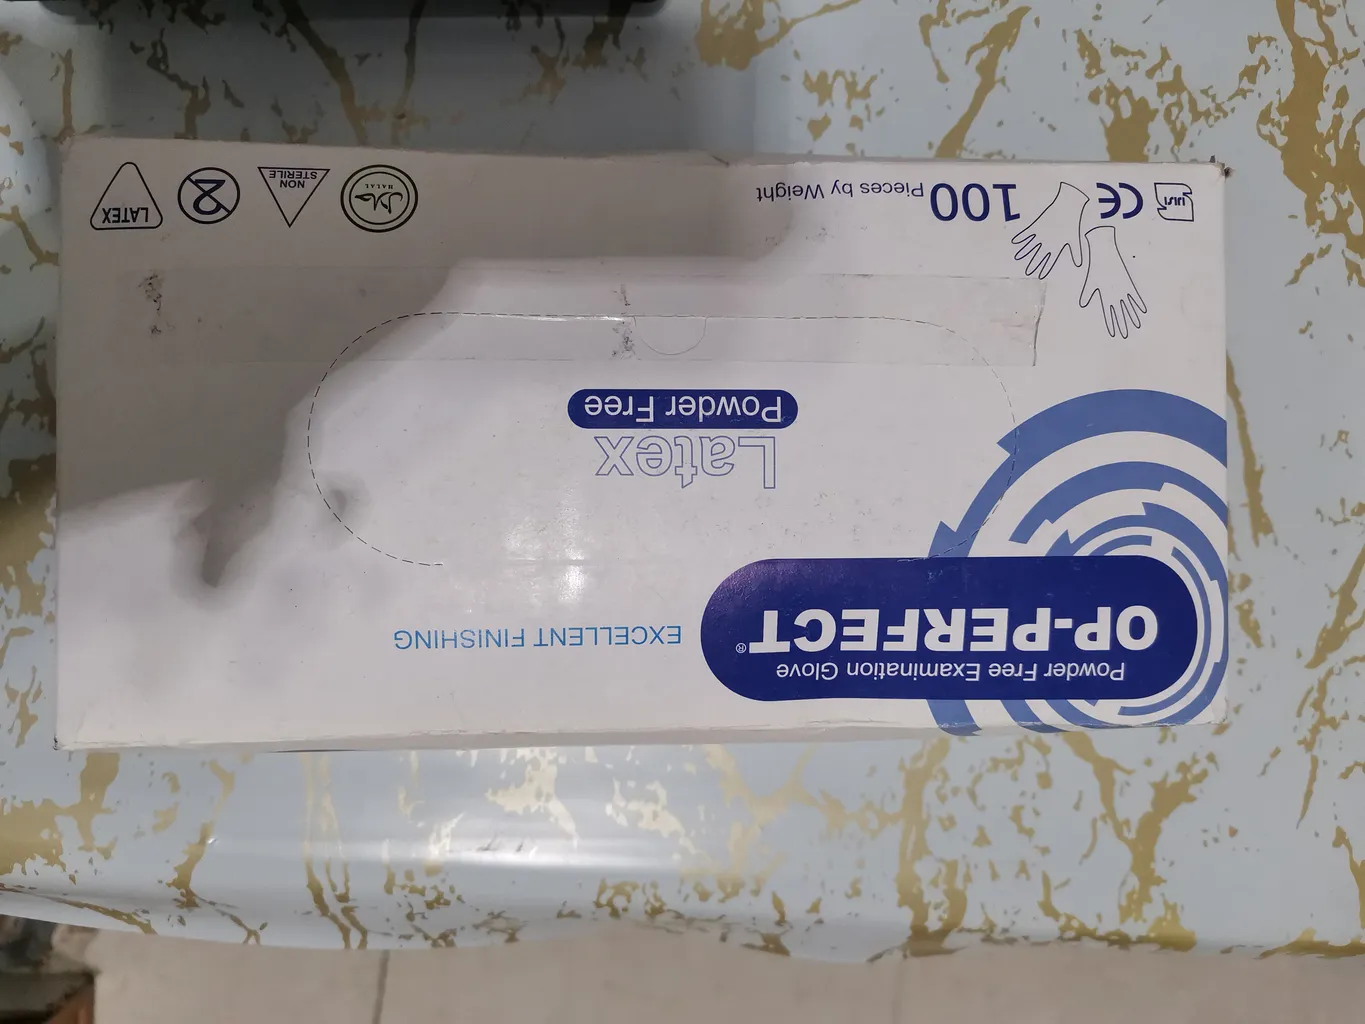 Powder Free Examination Glove
OP-PERFECT®
EXCELLENT FINISHING
Latex
Powder Free
CE
100 Pieces by Weight
HALAL
NON
STERILE
2
LATEX